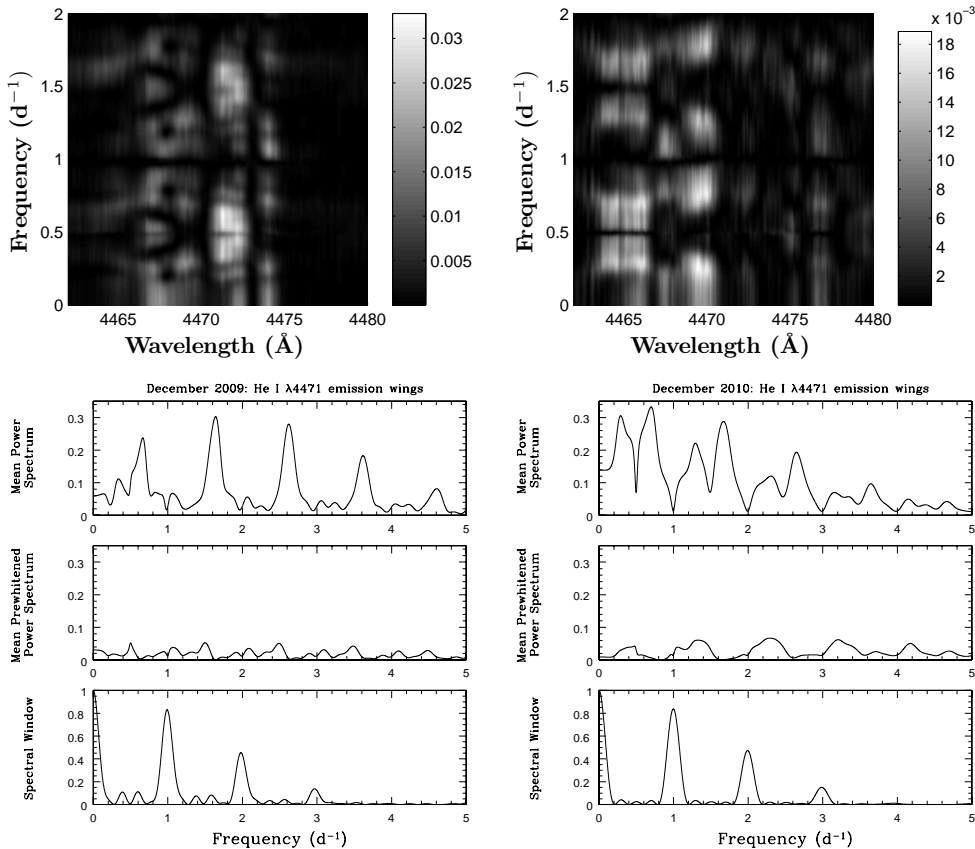 2
1.5
1
0.5
0
Frequency (d⁻¹)
4465 4470 4475 4480
Wavelength (Å)
0.03
0.025
0.02
0.015
0.01
0.005
2
1.5
1
0.5
0
Frequency (d⁻¹)
4465 4470 4475 4480
Wavelength (Å)
x 10⁻³
18
16
14
12
10
8
6
4
2
December 2009: He I λ4471 emission wings
Mean Power
Spectrum
0.3
0.2
0.1
0
0 1 2 3 4 5
Mean Prewhitened
Power Spectrum
0.3
0.2
0.1
0
0 1 2 3 4 5
Spectral Window
1
0.8
0.6
0.4
0.2
0
0 1 2 3 4 5
Frequency (d⁻¹)
December 2010: He I λ4471 emission wings
Mean Power
Spectrum
0.3
0.2
0.1
0
0 1 2 3 4 5
Mean Prewhitened
Power Spectrum
0.3
0.2
0.1
0
0 1 2 3 4 5
Spectral Window
1
0.8
0.6
0.4
0.2
0
0 1 2 3 4 5
Frequency (d⁻¹)